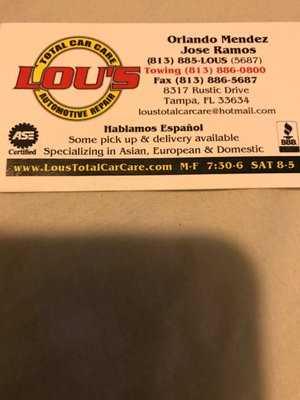 TOTAL CAR CARE
LOU'S
AUTOMOTIVE REPAIR
Orlando Mendez
Jose Ramos
(813) 885-LOUS (5687)
Towing (813) 886-0800
Fax (813) 886-5687
8317 Rustic Drive
Tampa, FL 33634
loustotalcarcare@hotmail.com
Hablamos Español
Some pick up & delivery available
Specializing in Asian, European & Domestic
ASE
Certified
BBB
www.LousTotalCarCare.com M-F 7:30-6 SAT 8-5